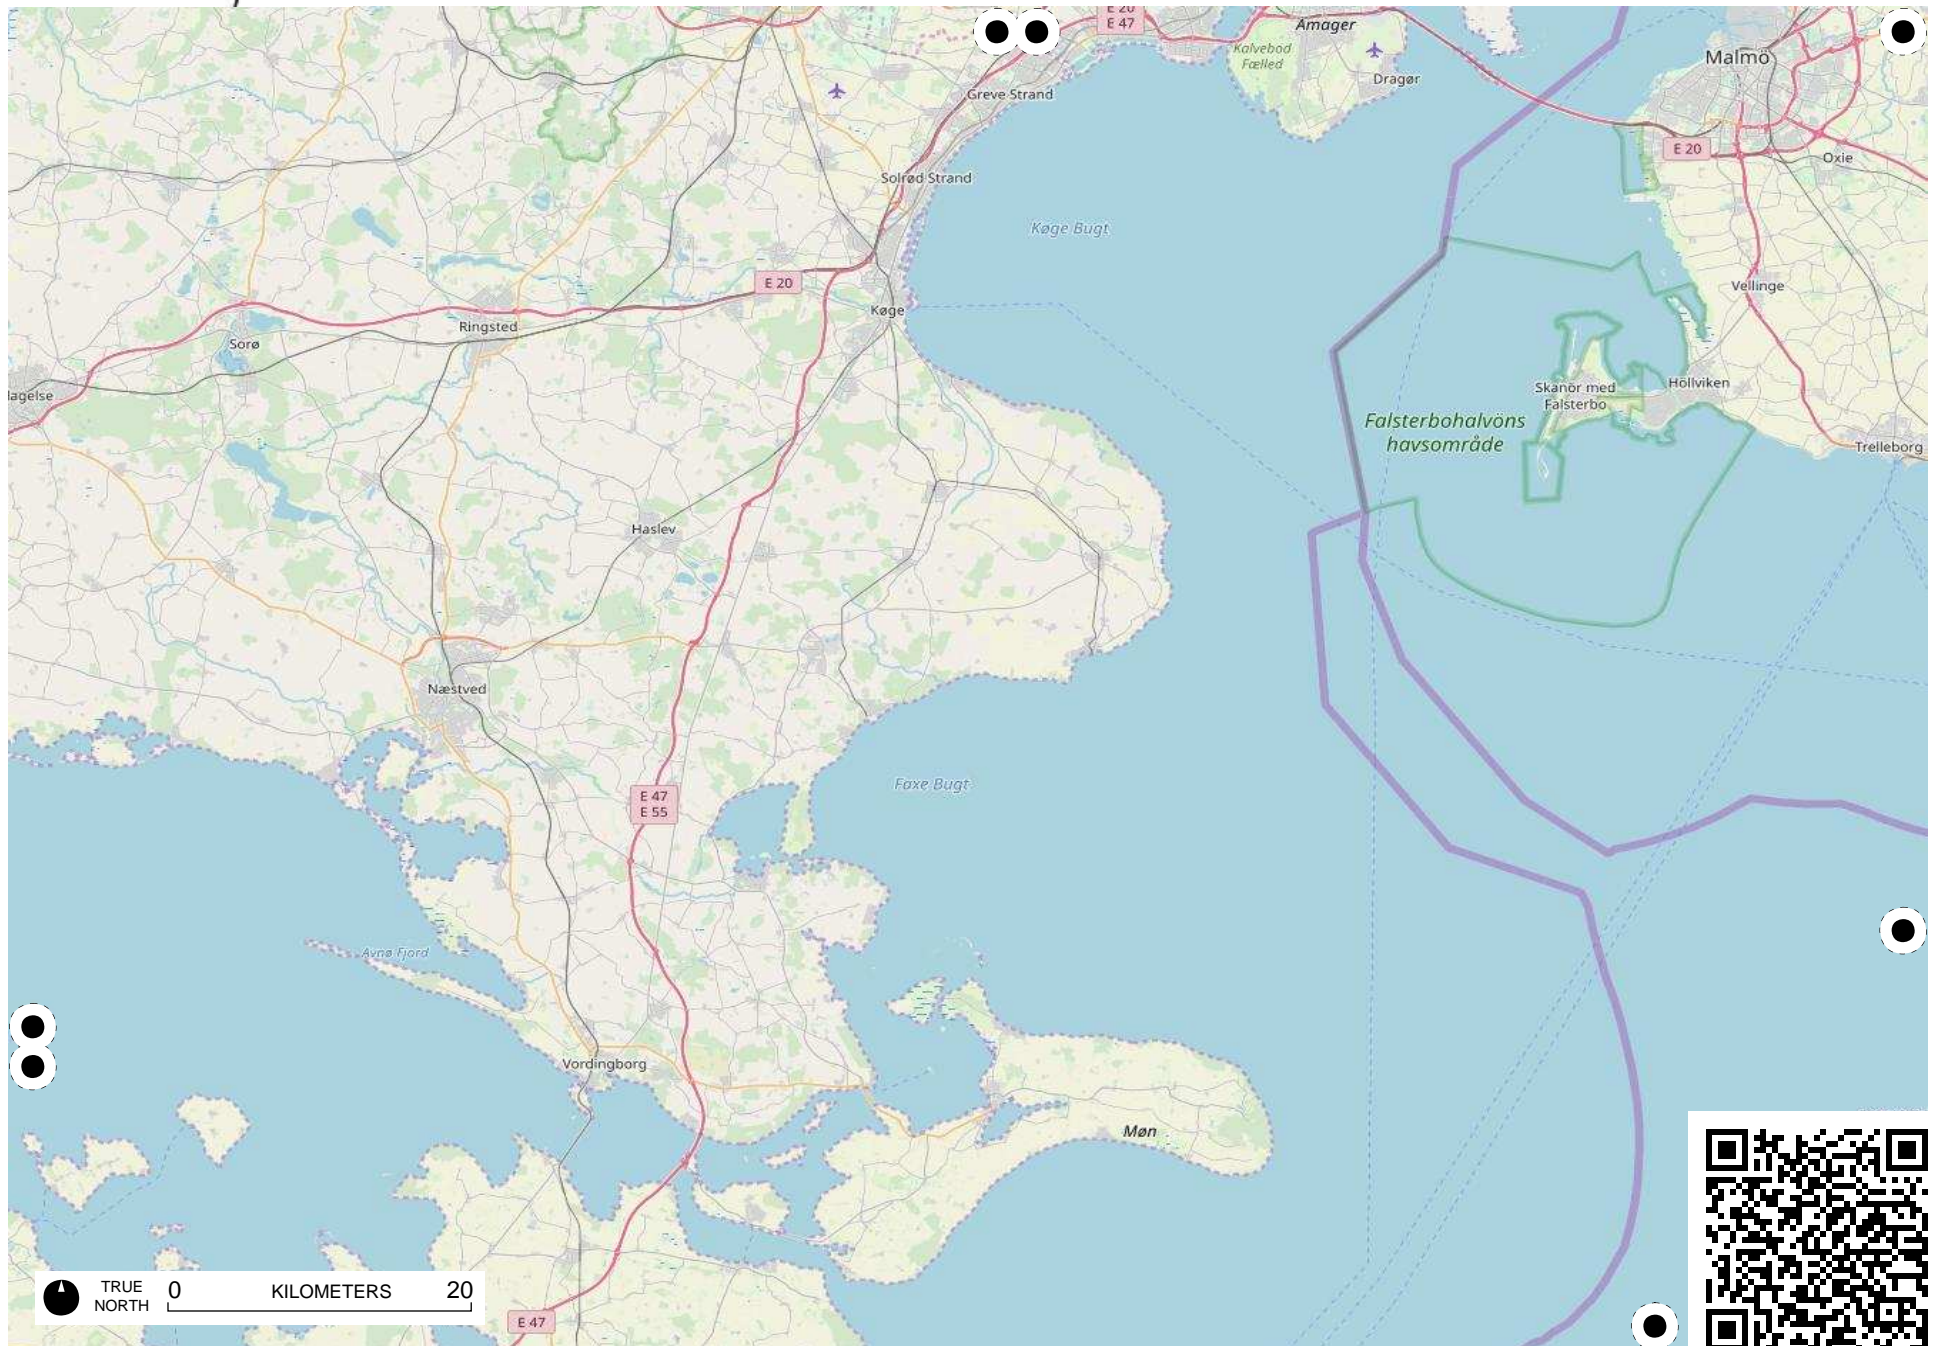 E 20
E 47
Amager
Kalvebod
Fælled
Dragør
Malmö
Greve Strand
E 20
Oxie
Solrød Strand
Køge Bugt
E 20
Vellinge
Køge
Ringsted
Sorø
lagelse
Skanör med
Falsterbo
Höllviken
Falsterbohalvöns
havsområde
Trelleborg
Haslev
Næstved
Faxe Bugt
E 47
E 55
Avnø Fjord
Vordingborg
Møn
TRUE
NORTH
0 KILOMETERS 20
E 47